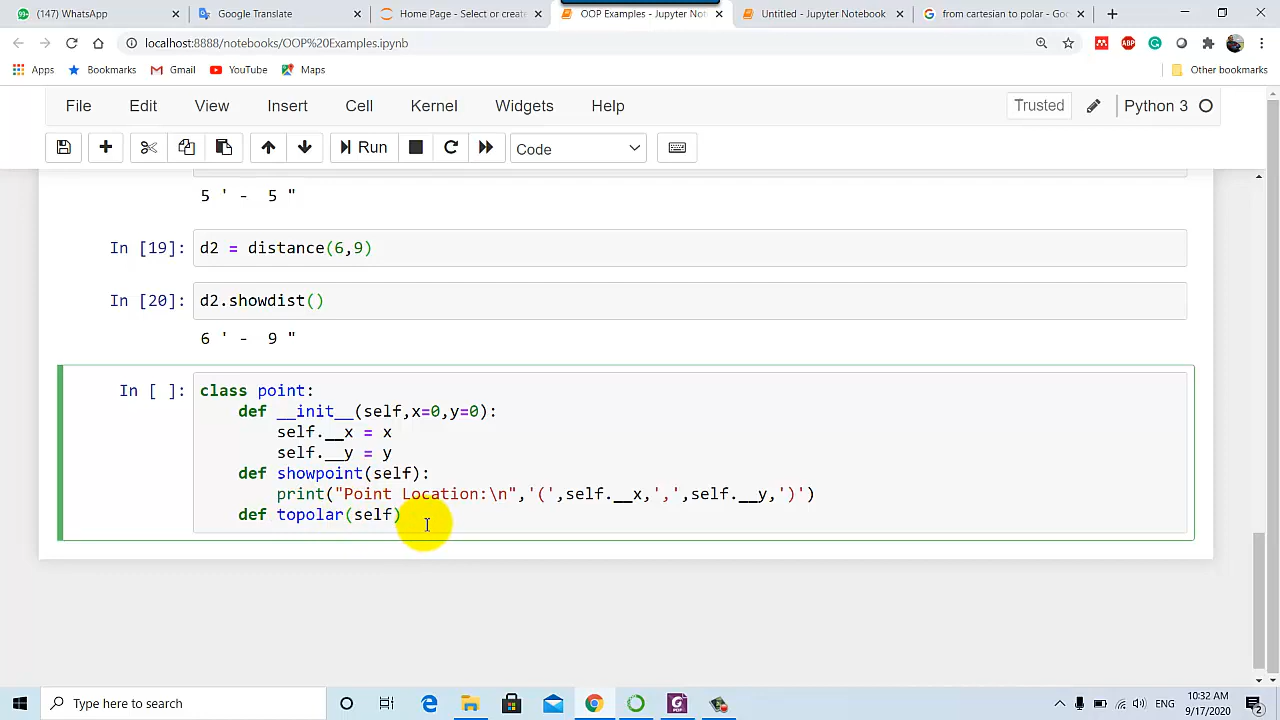 (147) WhatsApp
Google Translate
Home Page - Select or create
OOP Examples - Jupyter Notebook
Untitled - Jupyter Notebook
from cartesian to polar - Goo
localhost:8888/notebooks/OOP%20Examples.ipynb
Apps
Bookmarks
Gmail
YouTube
Maps
Other bookmarks
File
Edit
View
Insert
Cell
Kernel
Widgets
Help
Trusted
Python 3
Run
Code
5 ' -  5 "
In [19]:
d2 = distance(6,9)
In [20]:
d2.showdist()
6 ' -  9 "
In [ ]:
class point:
def __init__(self,x=0,y=0):
self.__x = x
self.__y = y
def showpoint(self):
print("Point Location:\n",'(',self.__x,',',self.__y,')')
def topolar(self)
Type here to search
ENG
10:32 AM
9/17/2020
2